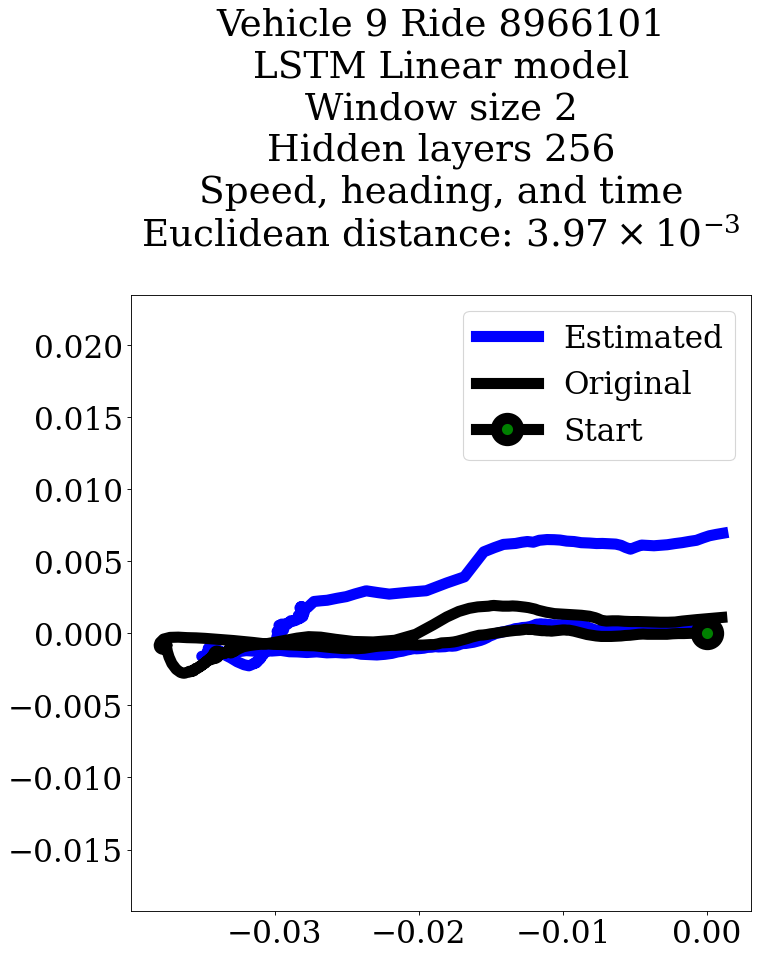 Vehicle 9 Ride 8966101
LSTM Linear model
Window size 2
Hidden layers 256
Speed, heading, and time
Euclidean distance: 3.97 × 10⁻³
Estimated
Original
Start
0.020
0.015
0.010
0.005
0.000
−0.005
−0.010
−0.015
−0.03 −0.02 −0.01 0.00